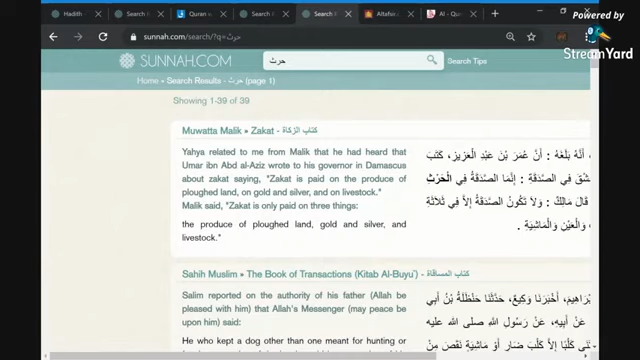 Hadith
Search R
Quran w
Search R
Search R
Altafsir.c
Al - Qur
Powered by
StreamYard
sunnah.com/search/?q=حرث
SUNNAH.COM
حرث
Search Tips
Home » Search Results - حرث (page 1)
Showing 1-39 of 39
Muwatta Malik » Zakat - كتاب الزكاة
Yahya related to me from Malik that he had heard that
Umar ibn Abd al-Aziz wrote to his governor in Damascus
about zakat saying, "Zakat is paid on the produce of
ploughed land, on gold and silver, and on livestock."
Malik said, "Zakat is only paid on three things:
the produce of ploughed land, gold and silver, and
livestock."
أَنَّهُ بَلَغَهُ : أَنَّ عُمَرَ بْنَ عَبْدِ الْعَزِيزِ، كَتَبَ
فِي الصَّدَقَةِ : إِنَّمَا الصَّدَقَةُ فِي الْحَرْثِ
قَالَ مَالِكٌ : وَلاَ تَكُونُ الصَّدَقَةُ إِلاَّ فِي ثَلاَثَةِ
وَالْعَيْنِ وَالْمَاشِيَةِ .
Sahih Muslim » The Book of Transactions (Kitab Al-Buyu`) - كتاب المساقاة
Salim reported on the authority of his father (Allah be
pleased with him) that Allah's Messenger (may peace be
upon him) said:
He who kept a dog other than one meant for hunting or
أَخْبَرَنَا وَكِيعٌ، حَدَّثَنَا حَنْظَلَةُ بْنُ أَبِي
عَنْ أَبِيهِ، عَنْ رَسُولِ اللَّهِ صلى الله عليه
كَلْبًا إِلاَّ كَلْبَ ضَارٍ أَوْ مَاشِيَةٍ نَقَصَ مِنْ